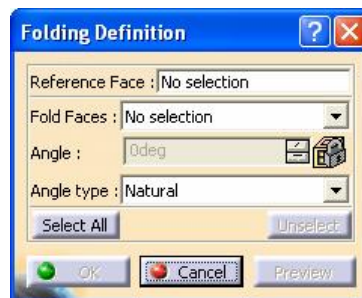 Folding Definition
Reference Face : No selection
Fold Faces : No selection
Angle : 0deg
Angle type : Natural
Select All Unselect
OK Cancel Preview